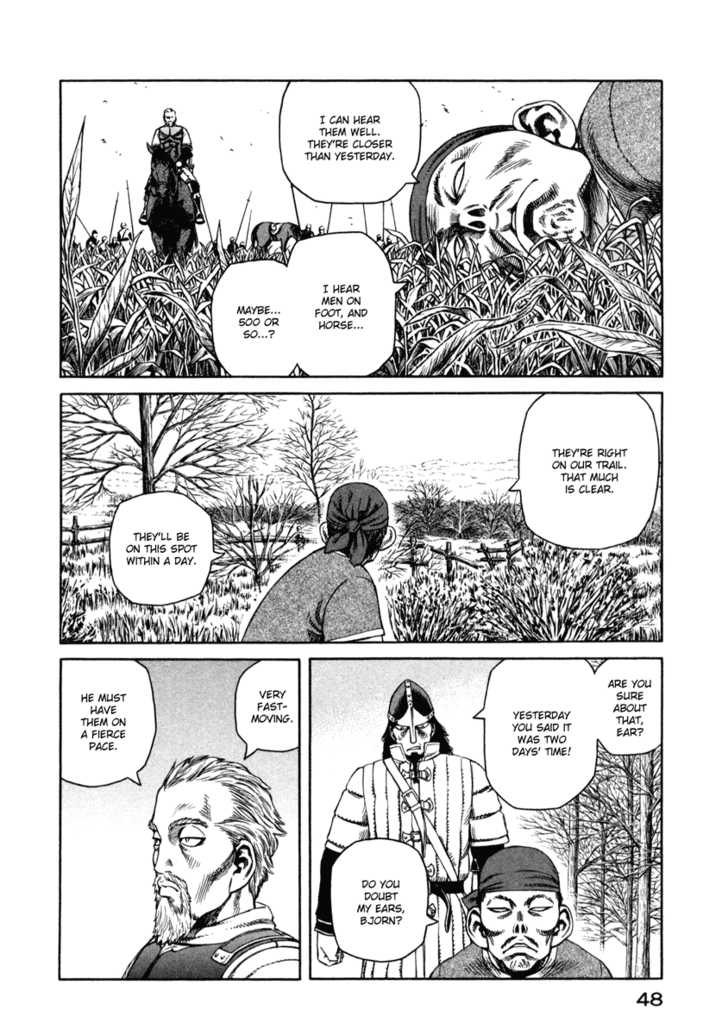 I CAN HEAR
THEM WELL.
THEY'RE CLOSER
THAN YESTERDAY.
I HEAR
MEN ON
FOOT, AND
HORSE...
MAYBE...
500 OR
SO...?
THEY'RE RIGHT
ON OUR TRAIL.
THAT MUCH
IS CLEAR.
THEY'LL BE
ON THIS SPOT
WITHIN A DAY.
ARE YOU
SURE
ABOUT
THAT,
EAR?
YESTERDAY
YOU SAID IT
WAS TWO
DAYS' TIME!
DO YOU
DOUBT
MY EARS,
BJORN?
VERY
FAST-
MOVING.
HE MUST
HAVE
THEM ON
A FIERCE
PACE.
48